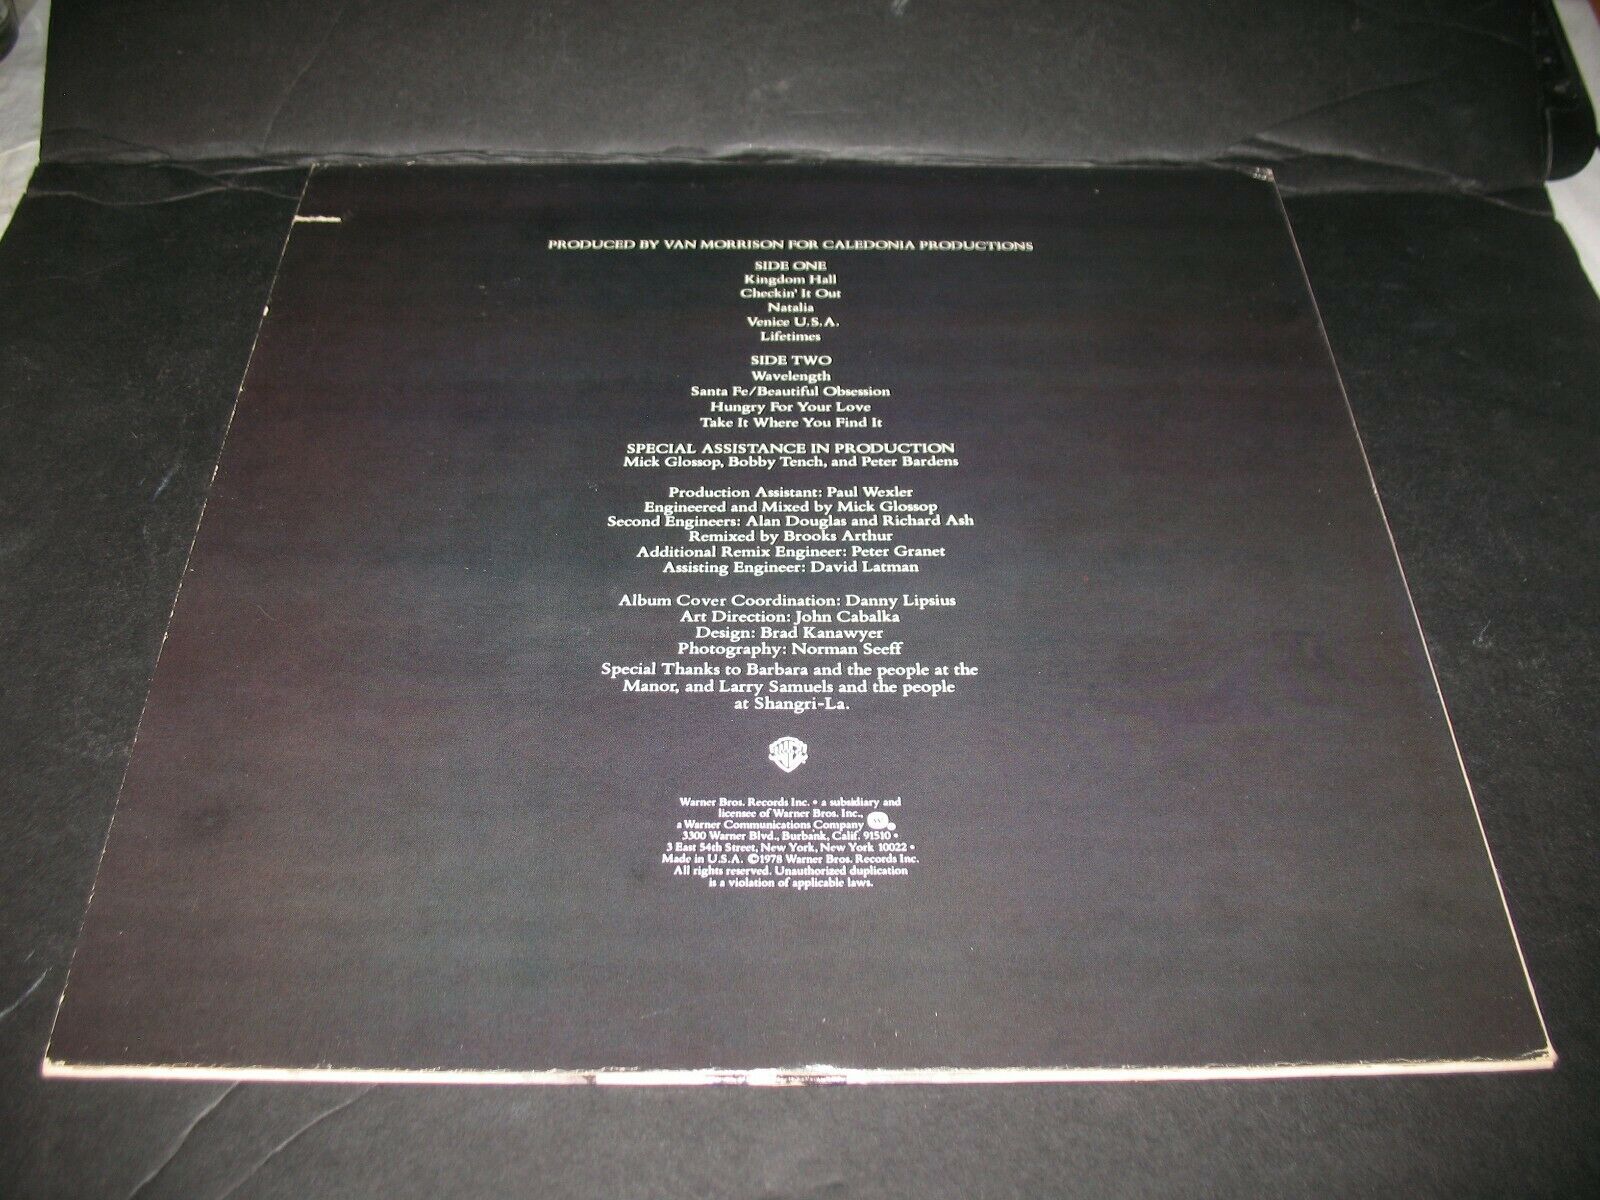 PRODUCED BY VAN MORRISON FOR CALEDONIA PRODUCTIONS
SIDE ONE
Kingdom Hall
Checkin' It Out
Natalia
Venice U.S.A.
Lifetimes
SIDE TWO
Wavelength
Santa Fe/Beautiful Obsession
Hungry For Your Love
Take It Where You Find It
SPECIAL ASSISTANCE IN PRODUCTION
Mick Glossop, Bobby Tench, and Peter Bardens
Production Assistant: Paul Wexler
Engineered and Mixed by Mick Glossop
Second Engineers: Alan Douglas and Richard Ash
Remixed by Brooks Arthur
Additional Remix Engineer: Peter Granet
Assisting Engineer: David Latman
Album Cover Coordination: Danny Lipsius
Art Direction: John Cabalka
Design: Brad Kanawyer
Photography: Norman Seeff
Special Thanks to Barbara and the people at the
Manor, and Larry Samuels and the people
at Shangri-La.
Warner Bros. Records Inc. • a subsidiary and
licensee of Warner Bros. Inc.,
a Warner Communications Company
3300 Warner Blvd., Burbank, Calif. 91510 •
3 East 54th Street, New York, New York 10022 •
Made in U.S.A. ©1978 Warner Bros. Records Inc.
All rights reserved. Unauthorized duplication
is a violation of applicable laws.